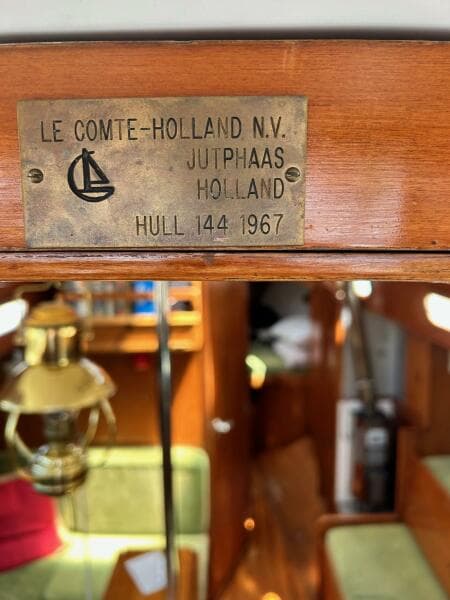 LE COMTE-HOLLAND N.V.
JUTPHAAS
HOLLAND
HULL 144 1967